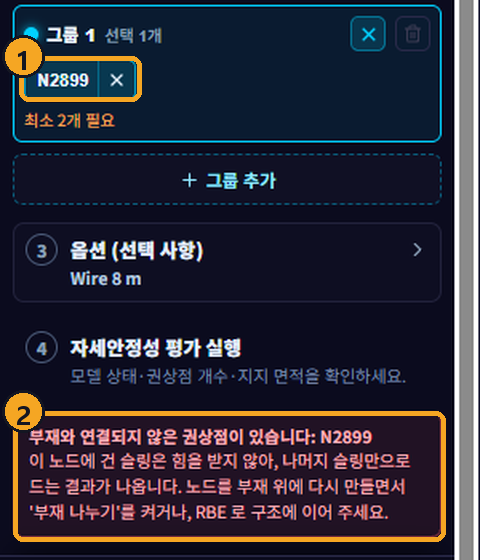 그룹 1 선택 1개
1
N2899 ×
최소 2개 필요
+ 그룹 추가
3 옵션 (선택 사항)
Wire 8 m
4 자세안정성 평가 실행
모델 상태·권상점 개수·지지 면적을 확인하세요.
2
부재와 연결되지 않은 권상점이 있습니다: N2899
이 노드에 건 슬링은 힘을 받지 않아, 나머지 슬링만으로
드는 결과가 나옵니다. 노드를 부재 위에 다시 만들면서
'부재 나누기'를 켜거나, RBE 로 구조에 이어 주세요.